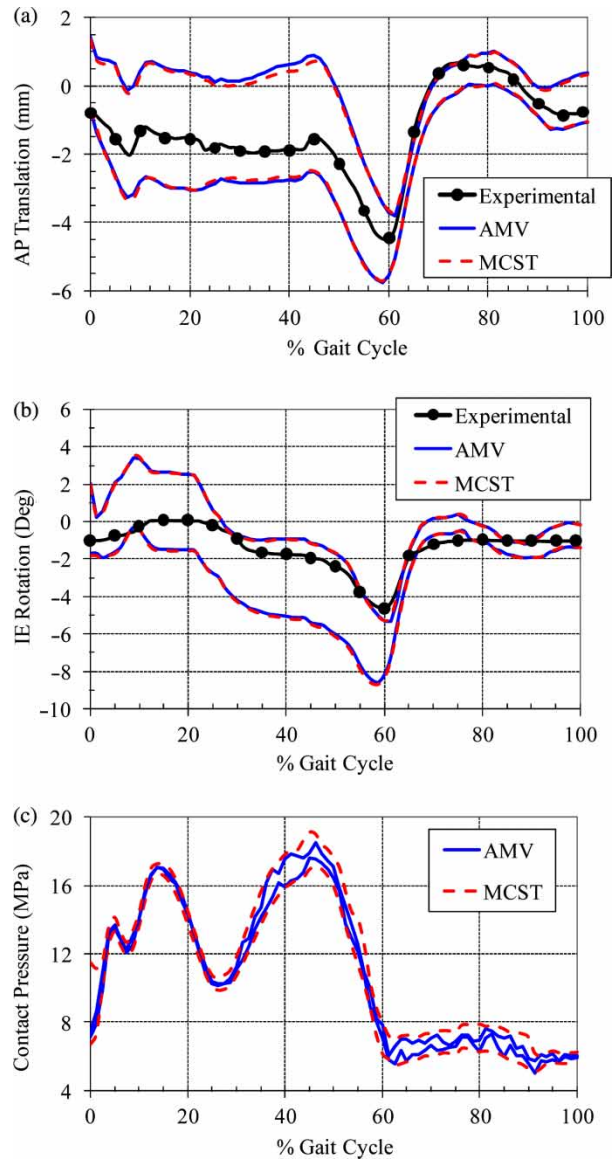 (a)
2
0
-2
-4
-6
AP Translation (mm)
Experimental
AMV
MCST
0 20 40 60 80 100
% Gait Cycle
(b)
6
4
2
0
-2
-4
-6
-8
-10
IE Rotation (Deg)
Experimental
AMV
MCST
0 20 40 60 80 100
% Gait Cycle
(c)
20
16
12
8
4
Contact Pressure (MPa)
AMV
MCST
0 20 40 60 80 100
% Gait Cycle